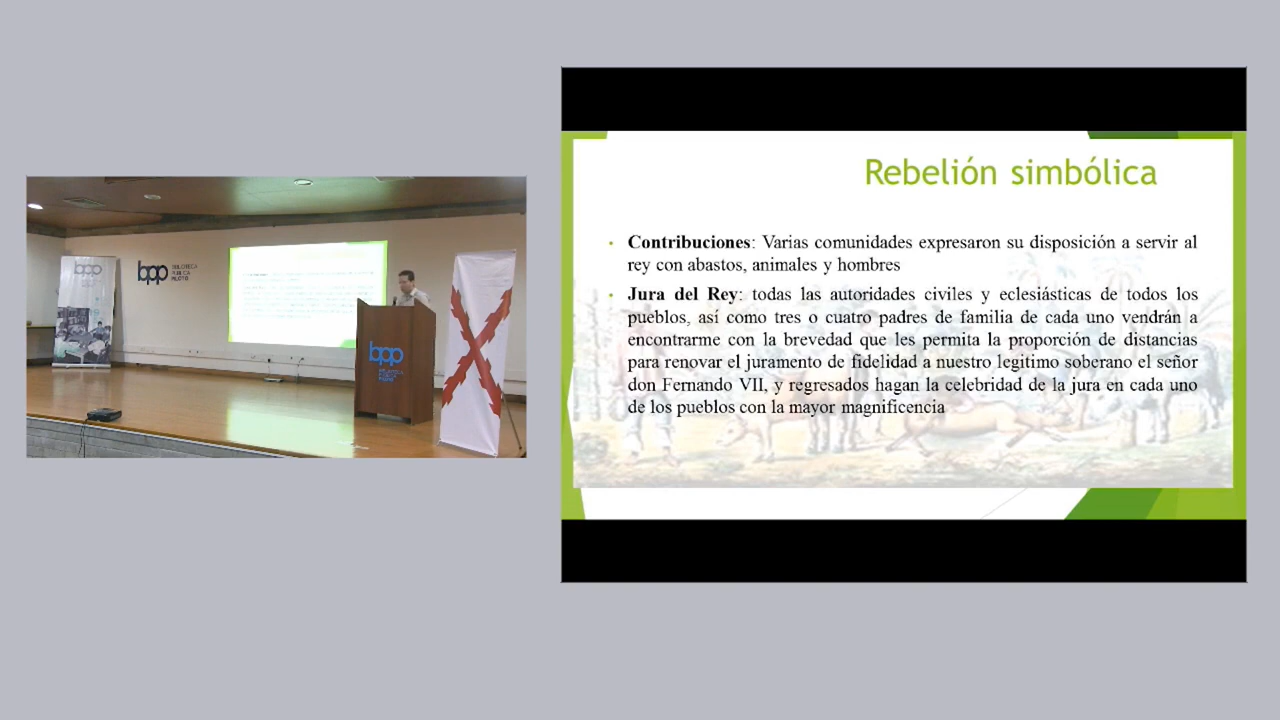 bpp
bpp
BIBLIOTECA
PÚBLICA
PILOTO
bpp
Rebelión simbólica
• Contribuciones: Varias comunidades expresaron su disposición a servir al
rey con abastos, animales y hombres
• Jura del Rey: todas las autoridades civiles y eclesiásticas de todos los
pueblos, así como tres o cuatro padres de familia de cada uno vendrán a
encontrarme con la brevedad que les permita la proporción de distancias
para renovar el juramento de fidelidad a nuestro legitimo soberano el señor
don Fernando VII, y regresados hagan la celebridad de la jura en cada uno
de los pueblos con la mayor magnificencia